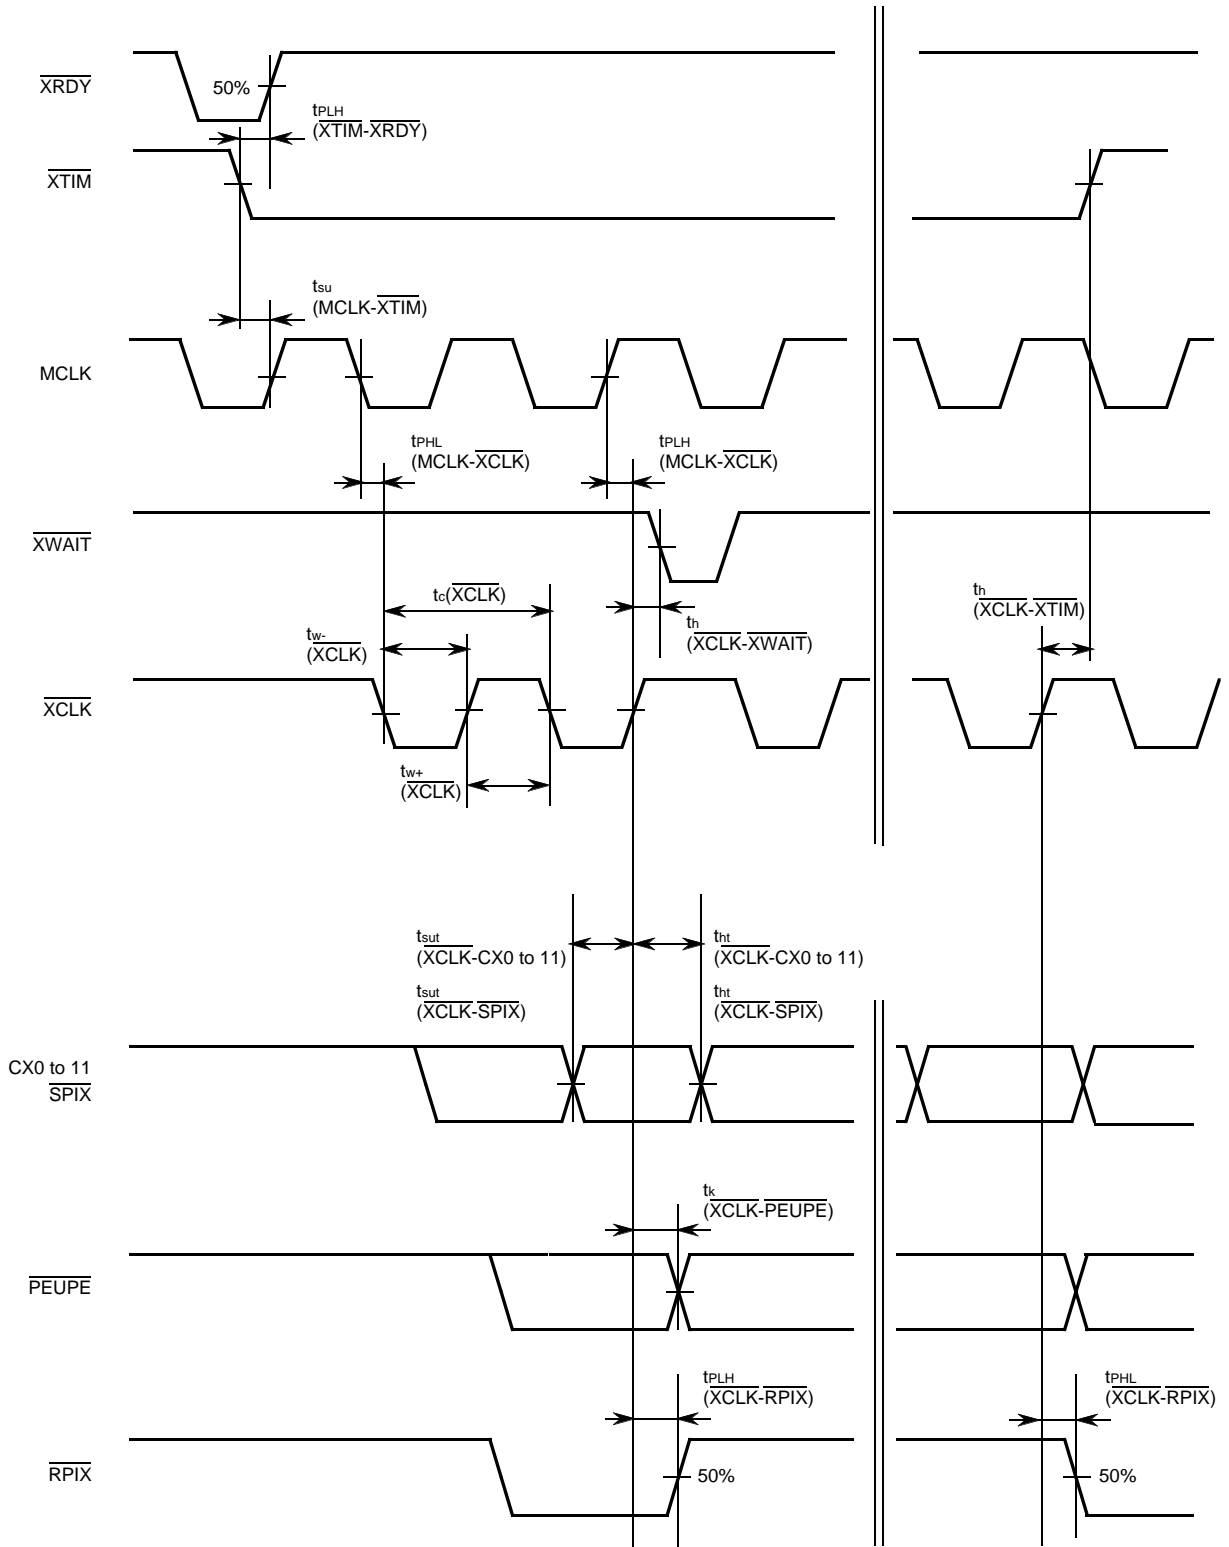 XRDY
50%
tPLH
(XTIM-XRDY)
XTIM
tsu
(MCLK-XTIM)
MCLK
tPHL
(MCLK-XCLK)
tPLH
(MCLK-XCLK)
XWAIT
tc(XCLK)
th
(XCLK-XTIM)
tw-
(XCLK)
th
(XCLK-XWAIT)
XCLK
tw+
(XCLK)
tsut
(XCLK-CX0 to 11)
tht
(XCLK-CX0 to 11)
tsut
(XCLK-SPIX)
tht
(XCLK-SPIX)
CX0 to 11
SPIX
tk
(XCLK-PEUPE)
PEUPE
tPLH
(XCLK-RPIX)
tPHL
(XCLK-RPIX)
RPIX
50%
50%